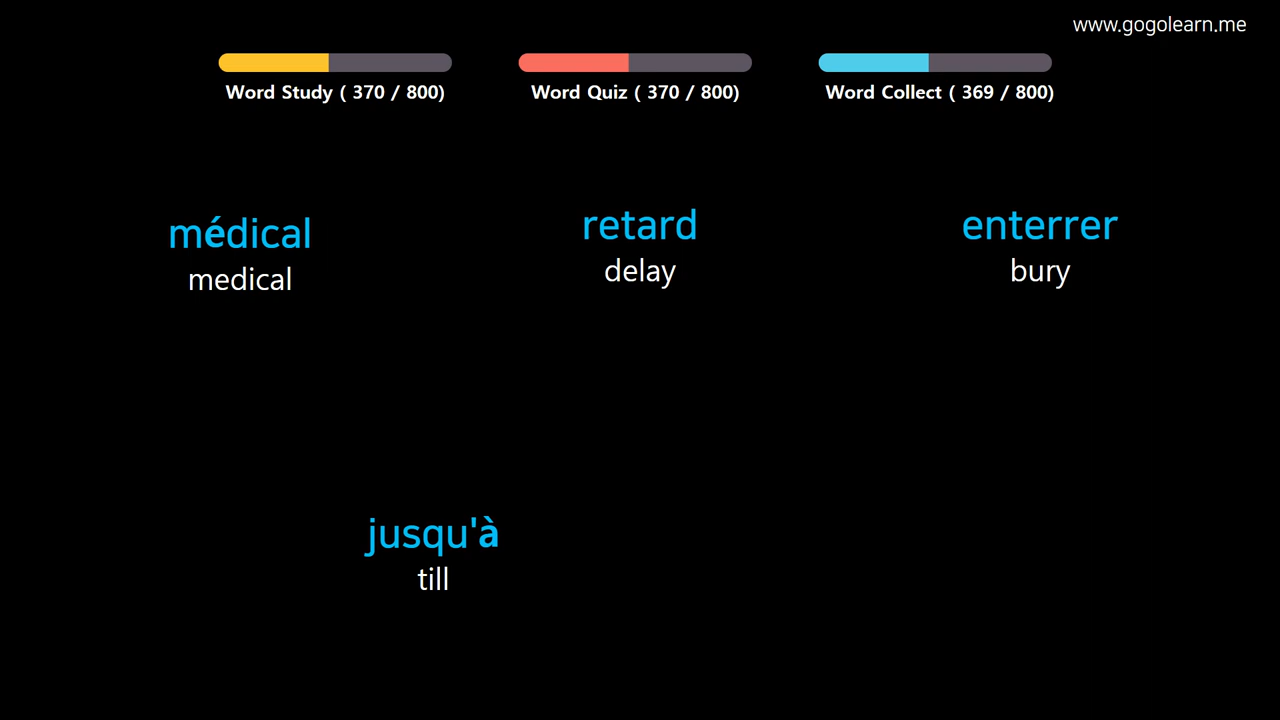 www.gogolearn.me
Word Study ( 370 / 800)
Word Quiz ( 370 / 800)
Word Collect ( 369 / 800)
médical
medical
retard
delay
enterrer
bury
jusqu'à
till